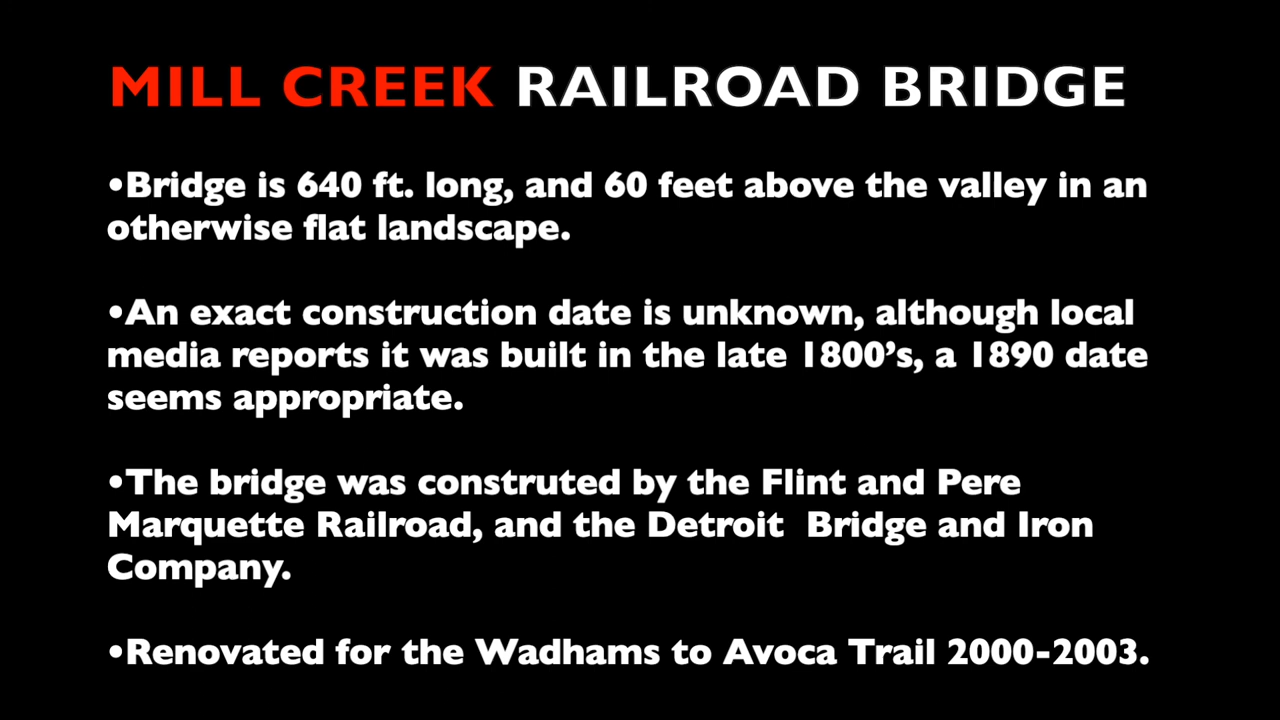 MILL CREEK RAILROAD BRIDGE
•Bridge is 640 ft. long, and 60 feet above the valley in an
otherwise flat landscape.
•An exact construction date is unknown, although local
media reports it was built in the late 1800’s, a 1890 date
seems appropriate.
•The bridge was construted by the Flint and Pere
Marquette Railroad, and the Detroit  Bridge and Iron
Company.
•Renovated for the Wadhams to Avoca Trail 2000-2003.